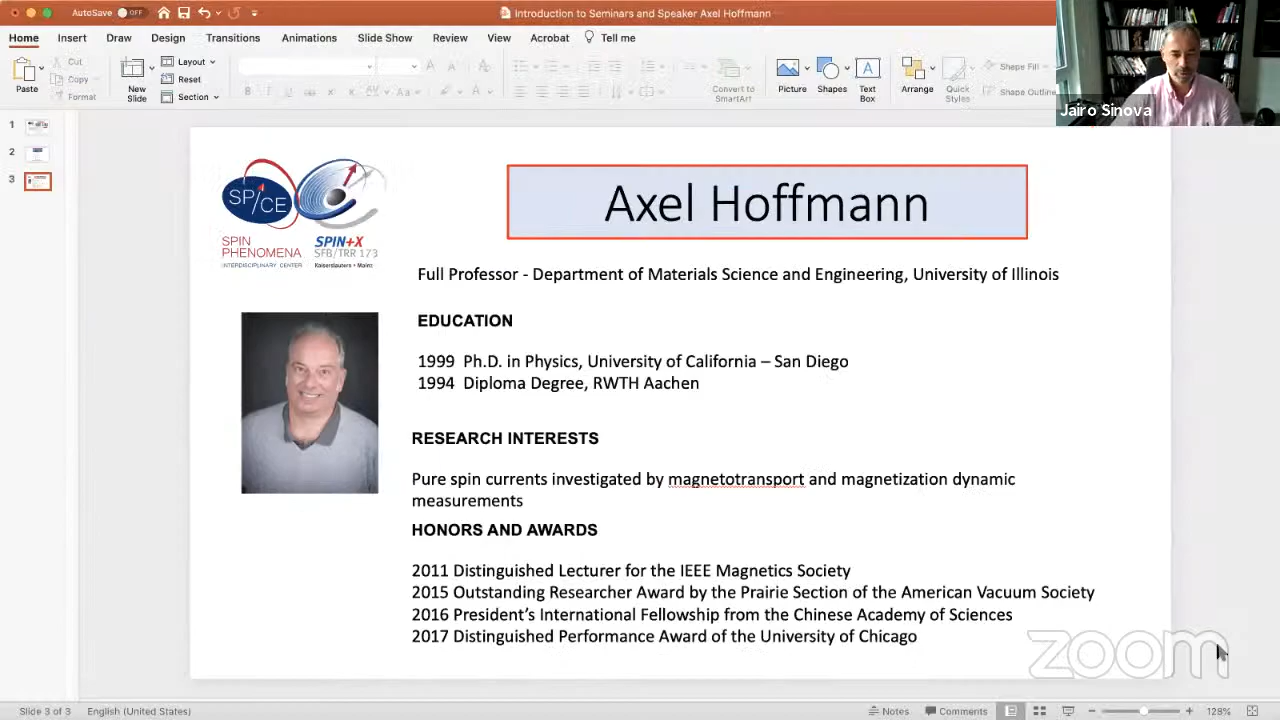 AutoSave OFF
Introduction to Seminars and Speaker Axel Hoffmann
Home Insert Draw Design Transitions Animations Slide Show Review View Acrobat Tell me
Paste
Cut
Copy
Format
New Slide
Layout
Reset
Section
Convert to SmartArt
Picture
Shapes
Text Box
Arrange
Quick Styles
Shape Fill
Shape Outline
Jairo Sinova
1
2
3
SPICE
SPIN PHENOMENA
INTERDISCIPLINARY CENTER
SPIN+X
SFB/TRR 173
Kaiserslautern • Mainz
Axel Hoffmann
Full Professor - Department of Materials Science and Engineering, University of Illinois
EDUCATION
1999 Ph.D. in Physics, University of California – San Diego
1994 Diploma Degree, RWTH Aachen
RESEARCH INTERESTS
Pure spin currents investigated by magnetotransport and magnetization dynamic
measurements
HONORS AND AWARDS
2011 Distinguished Lecturer for the IEEE Magnetics Society
2015 Outstanding Researcher Award by the Prairie Section of the American Vacuum Society
2016 President’s International Fellowship from the Chinese Academy of Sciences
2017 Distinguished Performance Award of the University of Chicago
zoom
Slide 3 of 3 English (United States) Notes Comments 128%